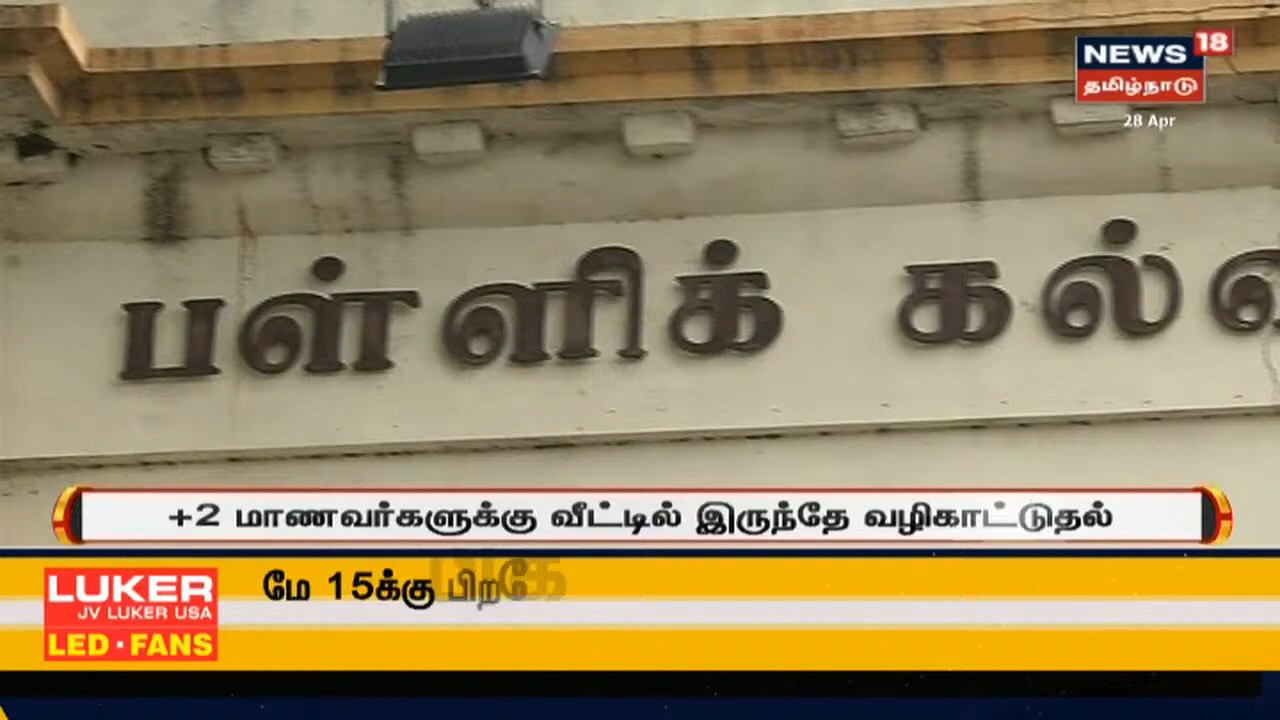 NEWS 18
தமிழ்நாடு
28 Apr
பள்ளிக்
+2 மாணவர்களுக்கு வீட்டில் இருந்தே வழிகாட்டுதல்
மே 15க்கு
LUKER
JV LUKER USA
LED · FANS